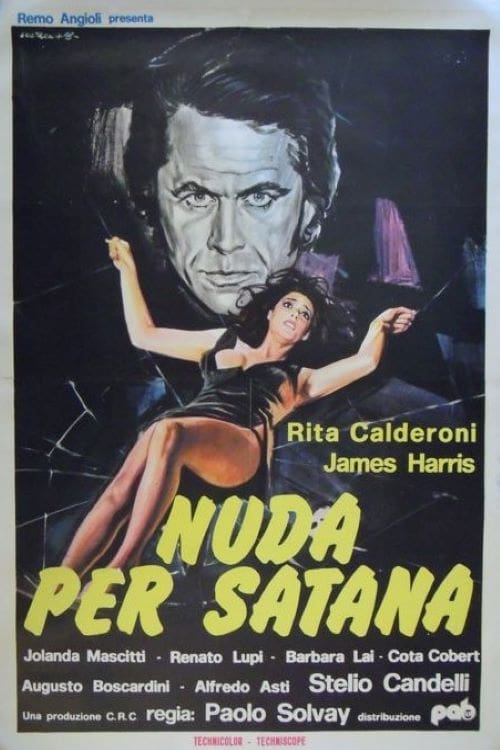 Remo Angioli presenta
Rita Calderoni
James Harris
NUDA
PER SATANA
Jolanda Mascitti - Renato Lupi - Barbara Lai - Cota Cobert
Augusto Boscardini - Alfredo Asti Stelio Candelli
Una produzione C.R.C. regia: Paolo Solvay distribuzione pab
TECHNICOLOR - TECHNISCOPE